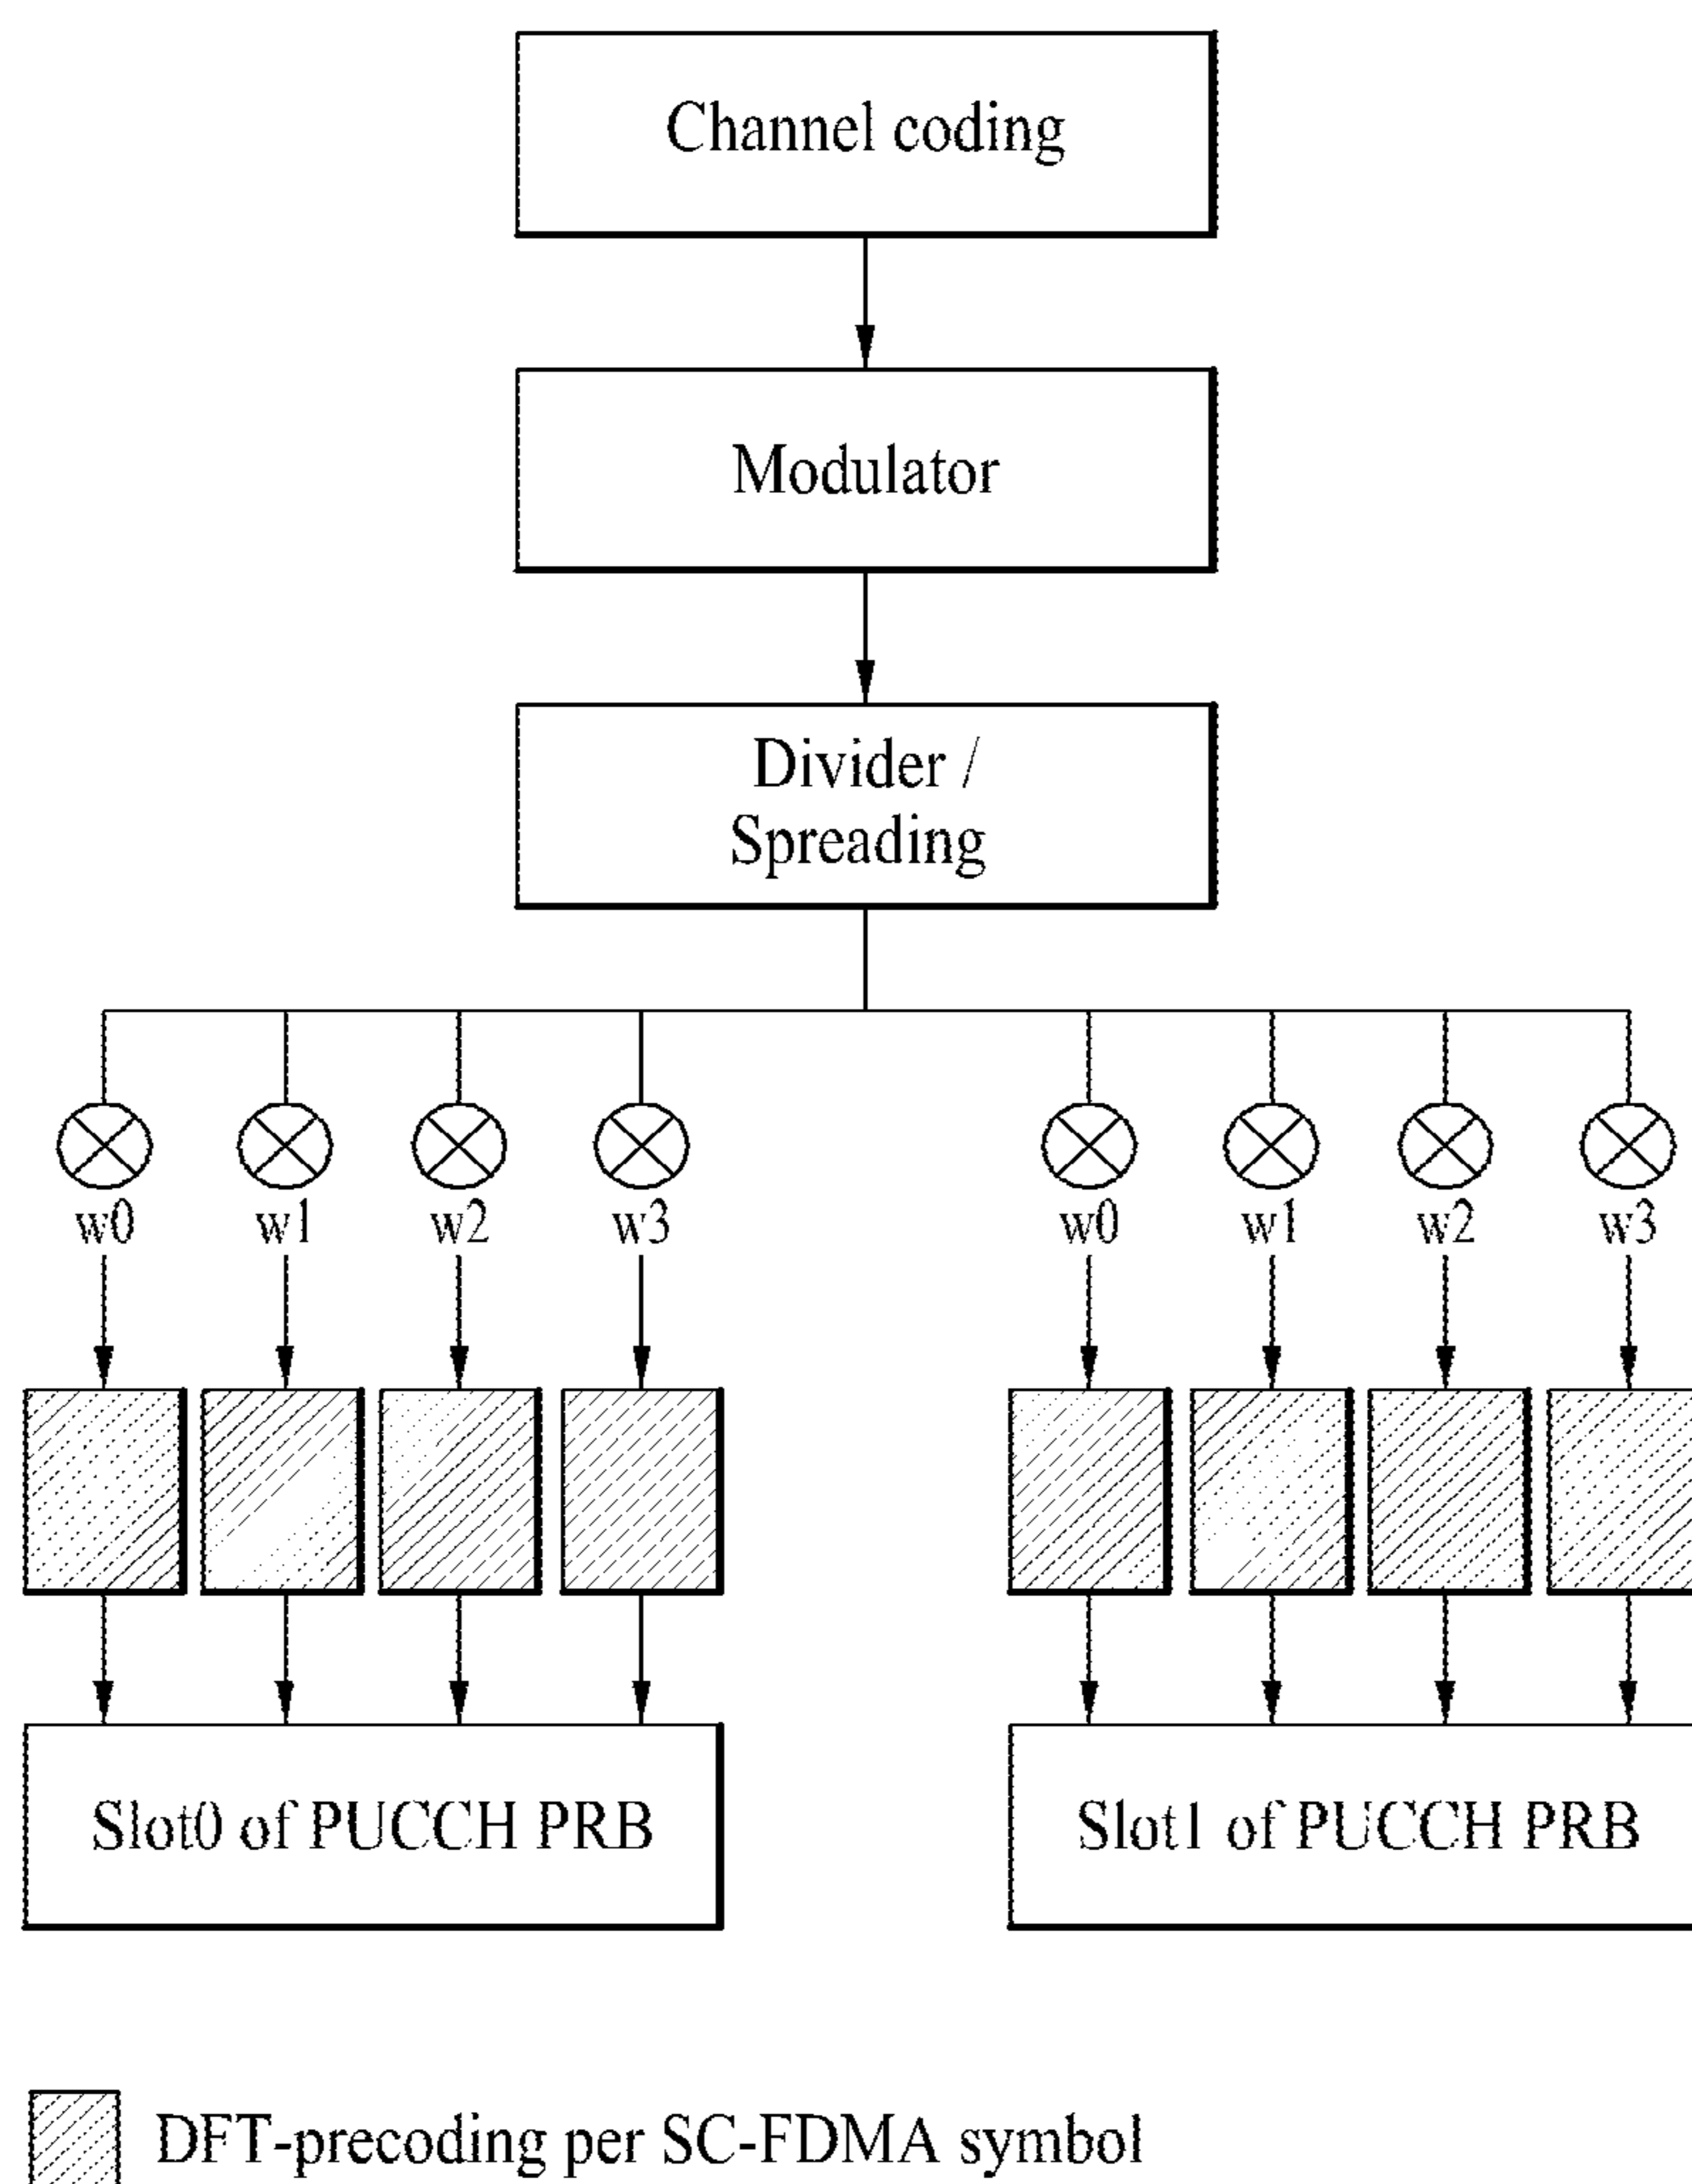 Channel coding
Modulator
Divider /
Spreading
w0 w1 w2 w3 w0 w1 w2 w3
Slot0 of PUCCH PRB Slot1 of PUCCH PRB
DFT-precoding per SC-FDMA symbol